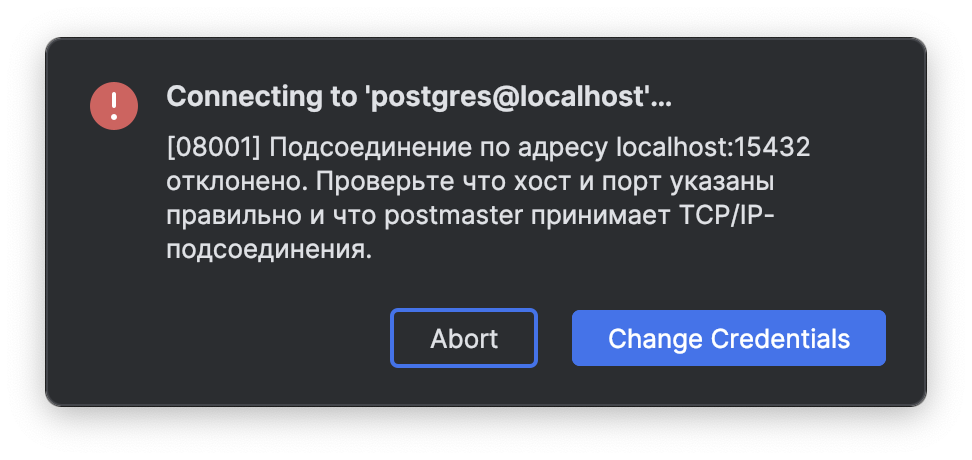 Connecting to 'postgres@localhost'...
[08001] Подсоединение по адресу localhost:15432
отклонено. Проверьте что хост и порт указаны
правильно и что postmaster принимает TCP/IP-
подсоединения.
Abort
Change Credentials